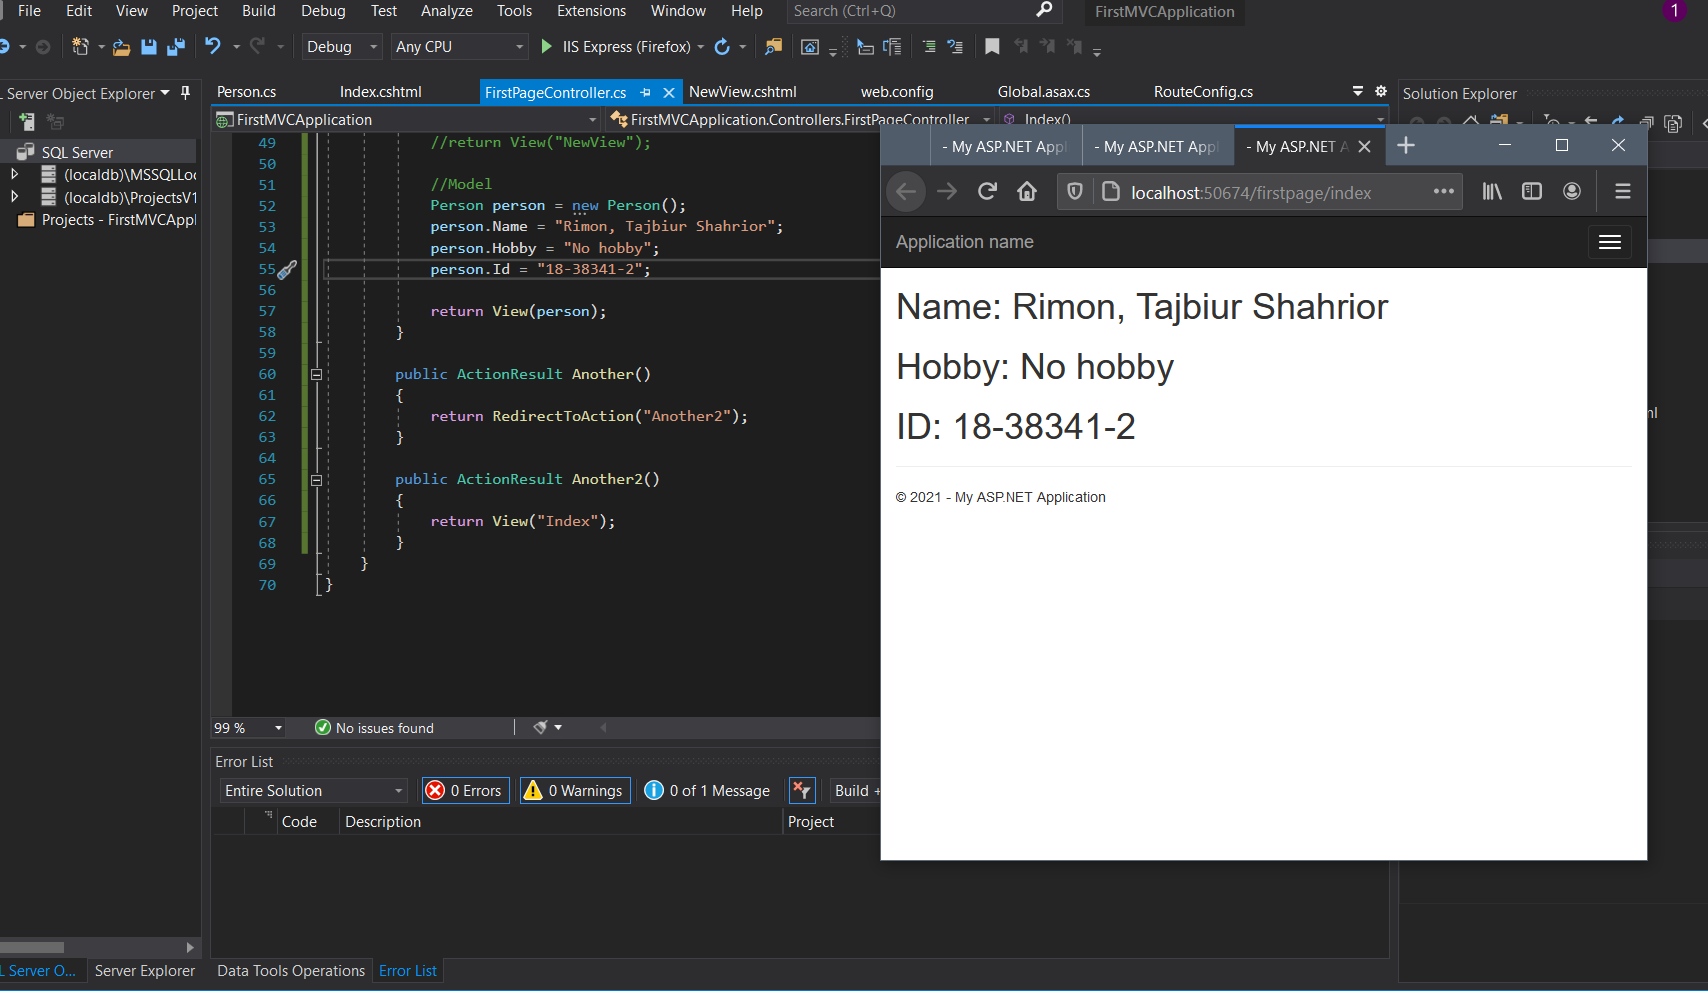 File Edit View Project Build Debug Test Analyze Tools Extensions Window Help Search (Ctrl+Q) FirstMVCApplication 1
Debug Any CPU IIS Express (Firefox)
Server Object Explorer
SQL Server
(localdb)\MSSQLLoc
(localdb)\ProjectsV1
Projects - FirstMVCAppl
Person.cs Index.cshtml FirstPageController.cs NewView.cshtml web.config Global.asax.cs RouteConfig.cs
FirstMVCApplication FirstMVCApplication.Controllers.FirstPageController Index()
49 //return View("NewView");
50
51 //Model
52 Person person = new Person();
53 person.Name = "Rimon, Tajbiur Shahrior";
54 person.Hobby = "No hobby";
55 person.Id = "18-38341-2";
56
57 return View(person);
58 }
59
60 public ActionResult Another()
61 {
62 return RedirectToAction("Another2");
63 }
64
65 public ActionResult Another2()
66 {
67 return View("Index");
68 }
69 }
70 }
99 % No issues found
Error List
Entire Solution 0 Errors 0 Warnings 0 of 1 Message Build +
Code Description Project
L Server O... Server Explorer Data Tools Operations Error List
Solution Explorer
ml
- My ASP.NET Appl - My ASP.NET Appl - My ASP.NET A
localhost:50674/firstpage/index
Application name
Name: Rimon, Tajbiur Shahrior
Hobby: No hobby
ID: 18-38341-2
© 2021 - My ASP.NET Application